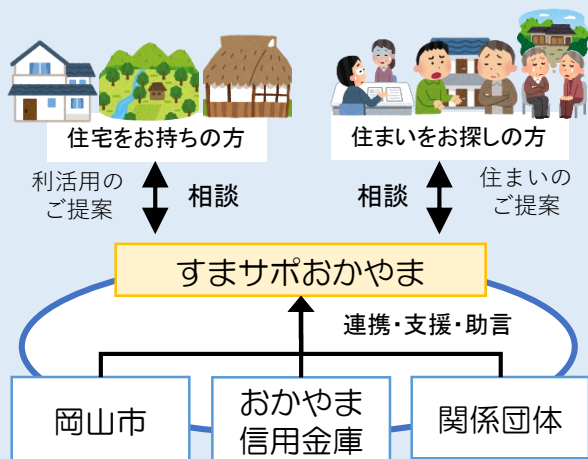 住宅をお持ちの方
住まいをお探しの方
利活用の
ご提案
相談
相談
住まいの
ご提案
すまサポおかやま
連携・支援・助言
岡山市
おかやま
信用金庫
関係団体